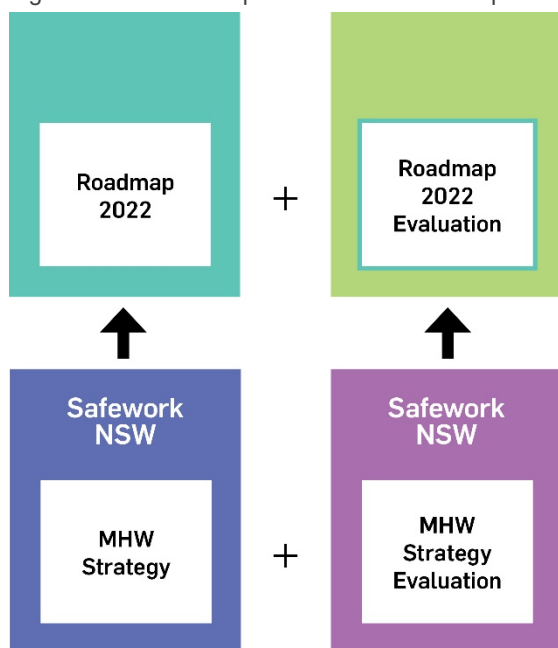 Roadmap
2022
+
Roadmap
2022
Evaluation
Safework
NSW
MHW
Strategy
+
Safework
NSW
MHW
Strategy
Evaluation